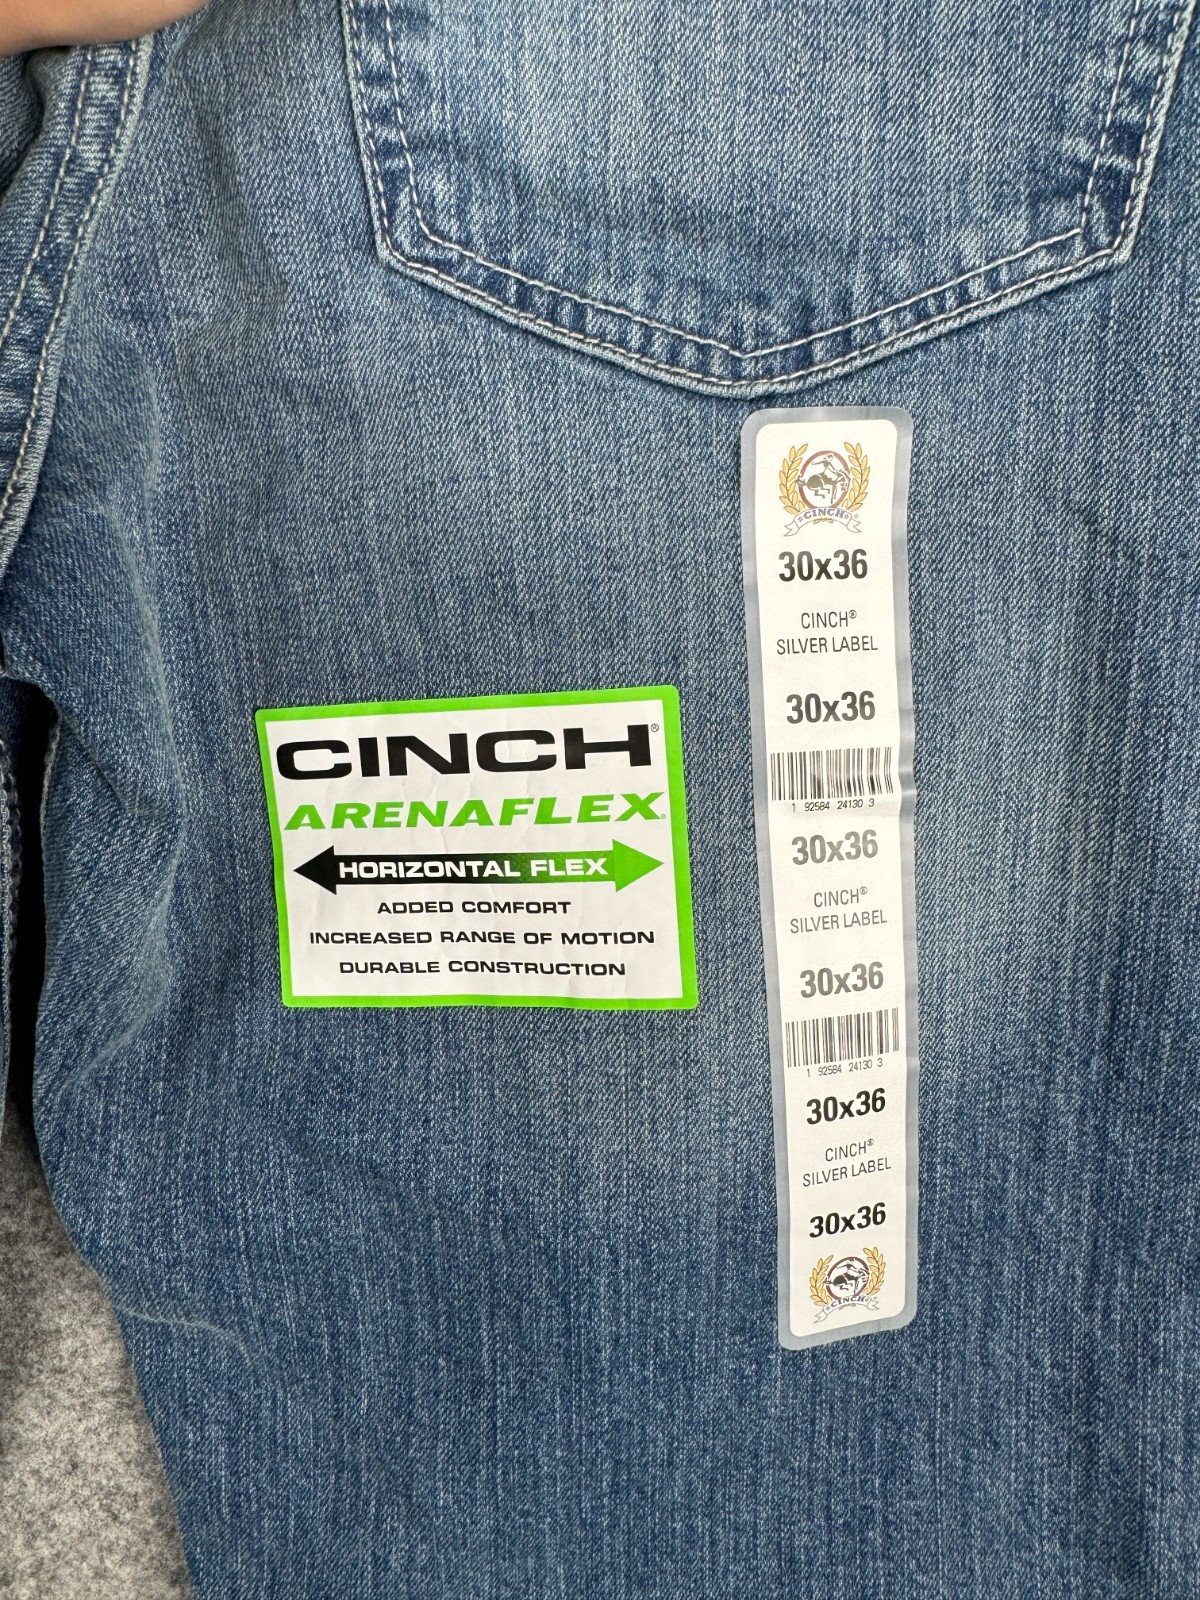 CINCH®
ARENAFLEX®
HORIZONTAL FLEX
ADDED COMFORT
INCREASED RANGE OF MOTION
DURABLE CONSTRUCTION
CINCH®
30x36
CINCH®
SILVER LABEL
30x36
1 92584 24130 3
30x36
CINCH®
SILVER LABEL
30x36
1 92584 24130 3
30x36
CINCH®
SILVER LABEL
30x36
CINCH